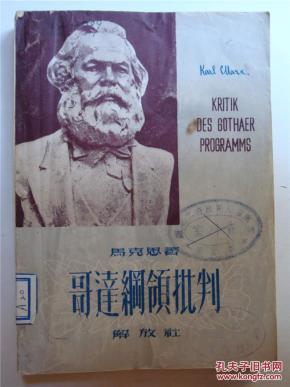 Karl Marx.
KRITIK
DES GOTHAER
PROGRAMMS
馬克思著
哥達綱領批判
解放社
孔夫子旧书网